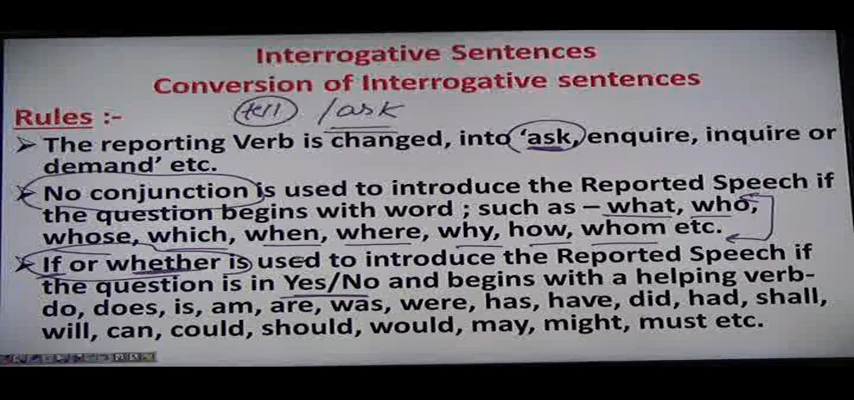 Interrogative Sentences
Conversion of Interrogative sentences
Rules :-
tell / ask
➢ The reporting Verb is changed, into 'ask, enquire, inquire or
demand' etc.
➢ No conjunction is used to introduce the Reported Speech if
the question begins with word ; such as – what, who,
whose, which, when, where, why, how, whom etc.
➢ If or whether is used to introduce the Reported Speech if
the question is in Yes/No and begins with a helping verb-
do, does, is, am, are, was, were, has, have, did, had, shall,
will, can, could, should, would, may, might, must etc.